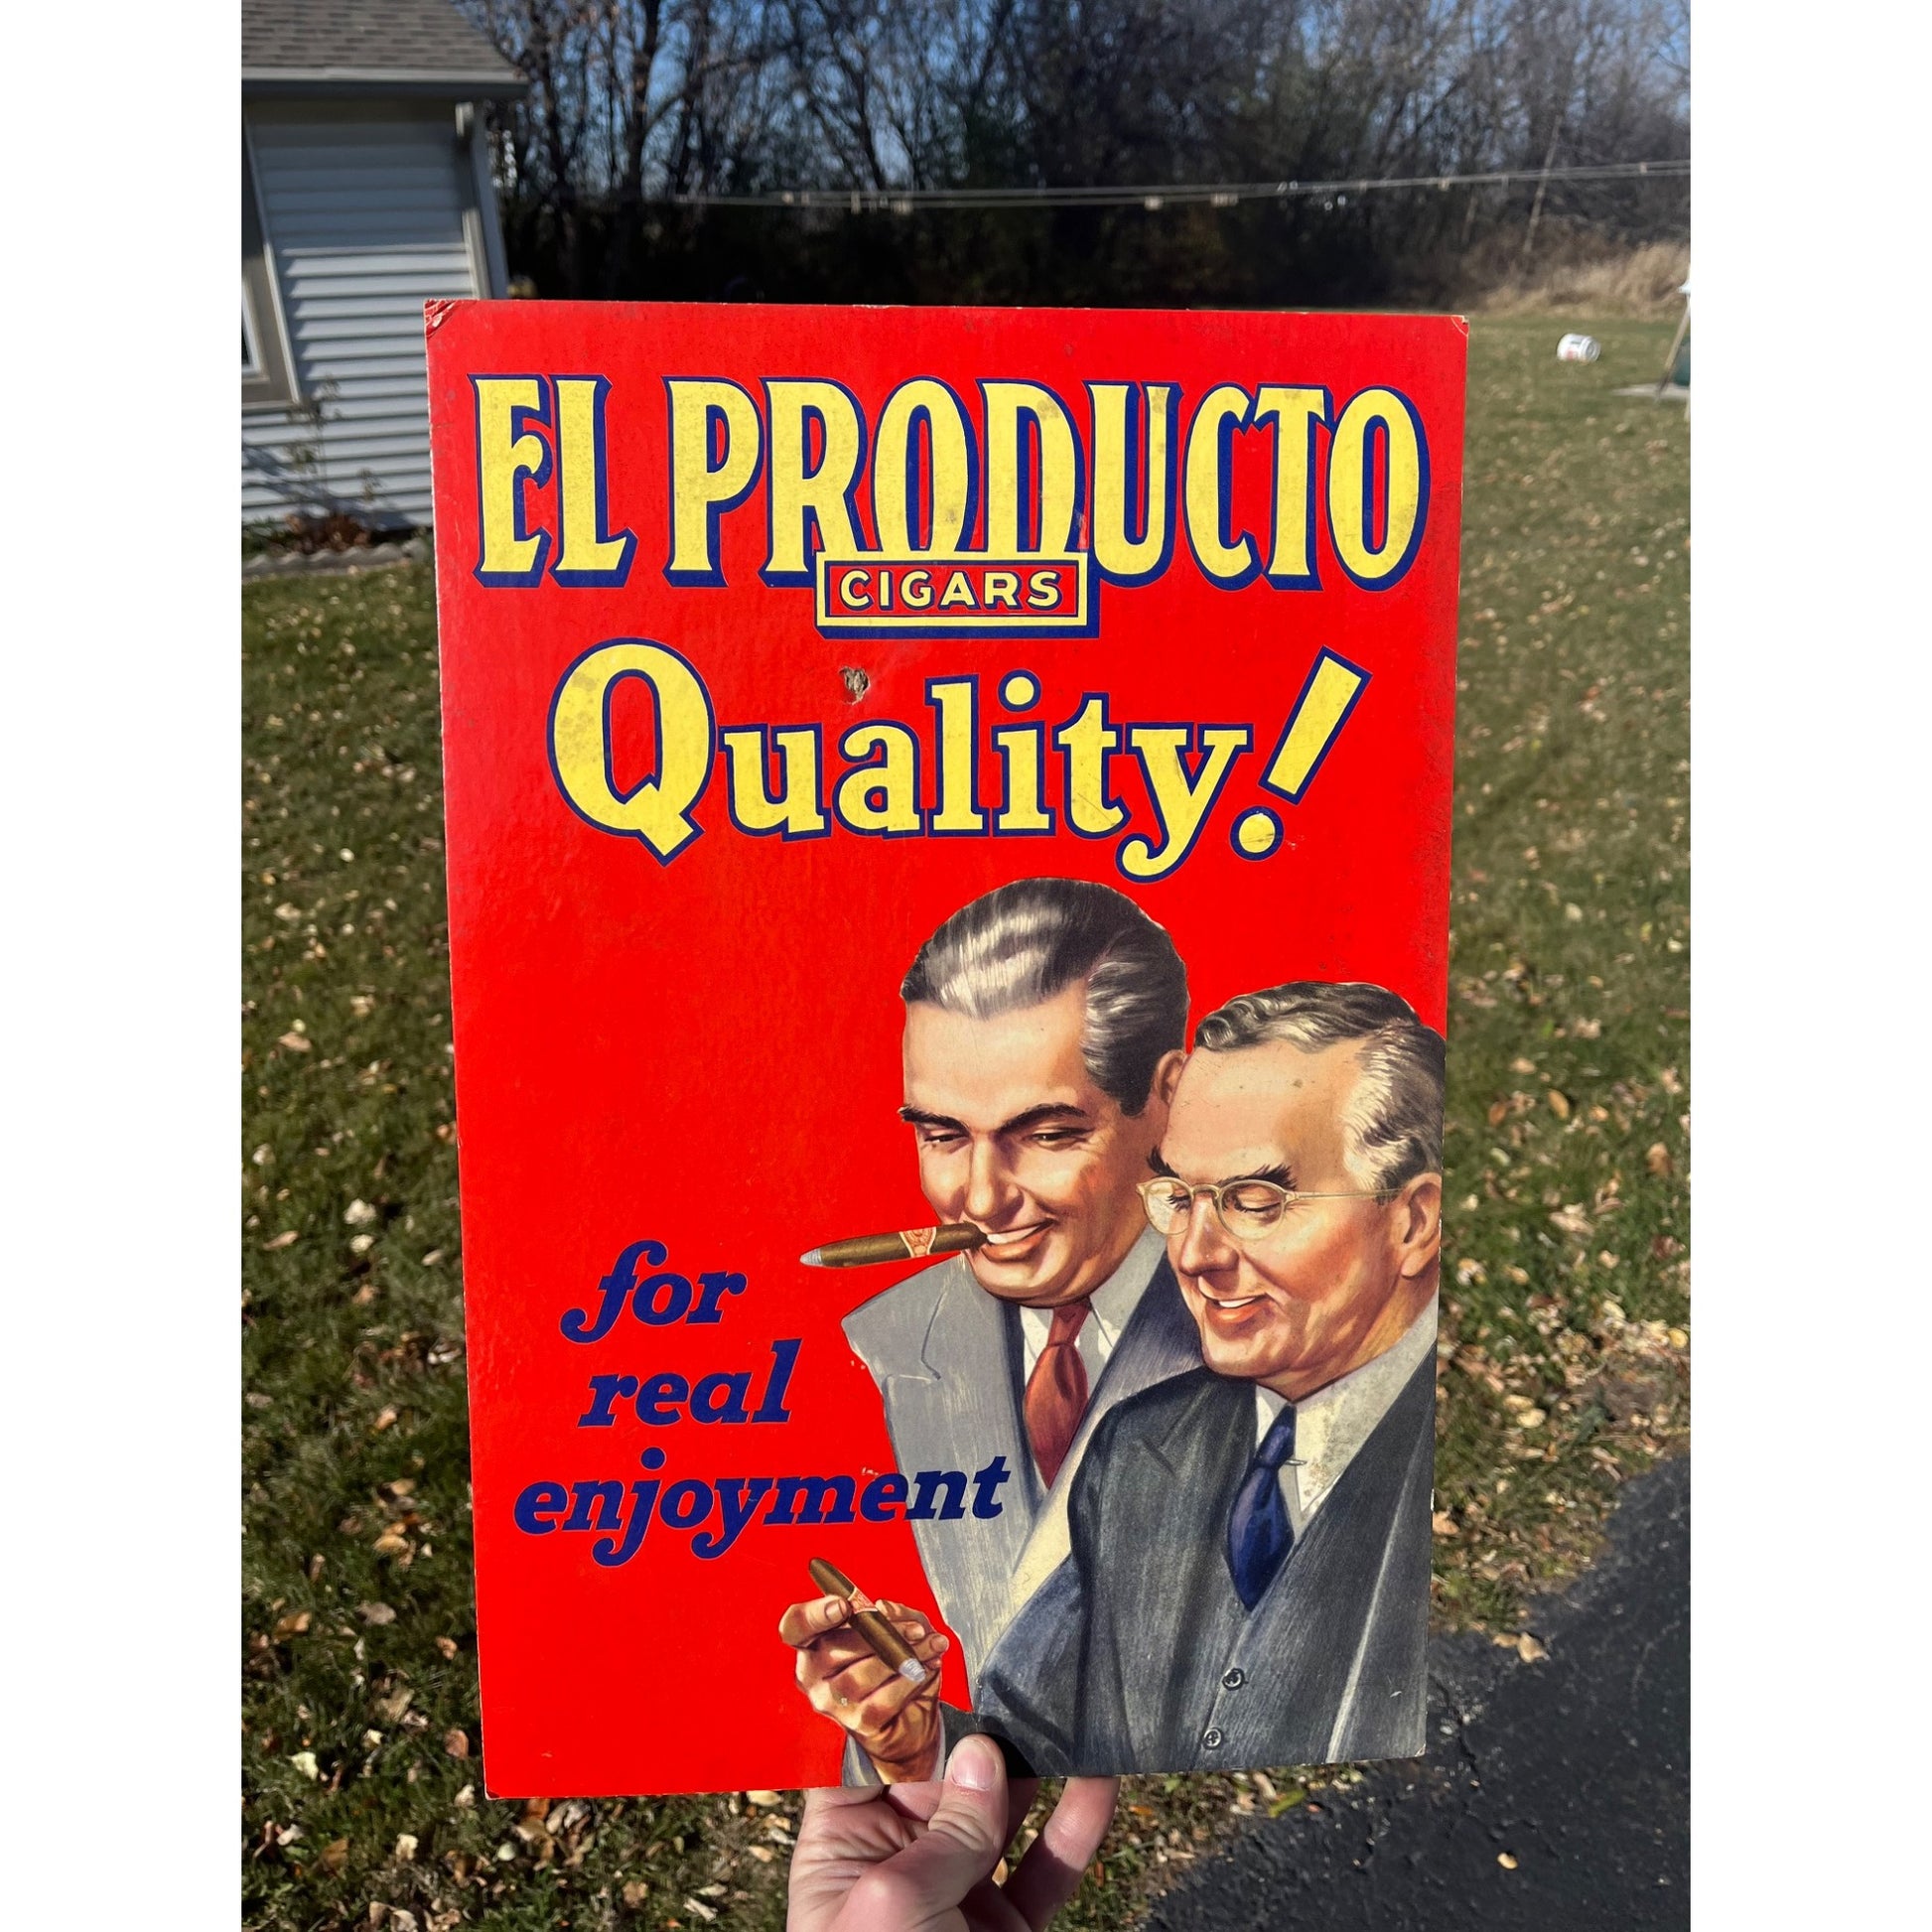 EL PRODUCTO
CIGARS
Quality!
for
real
enjoyment